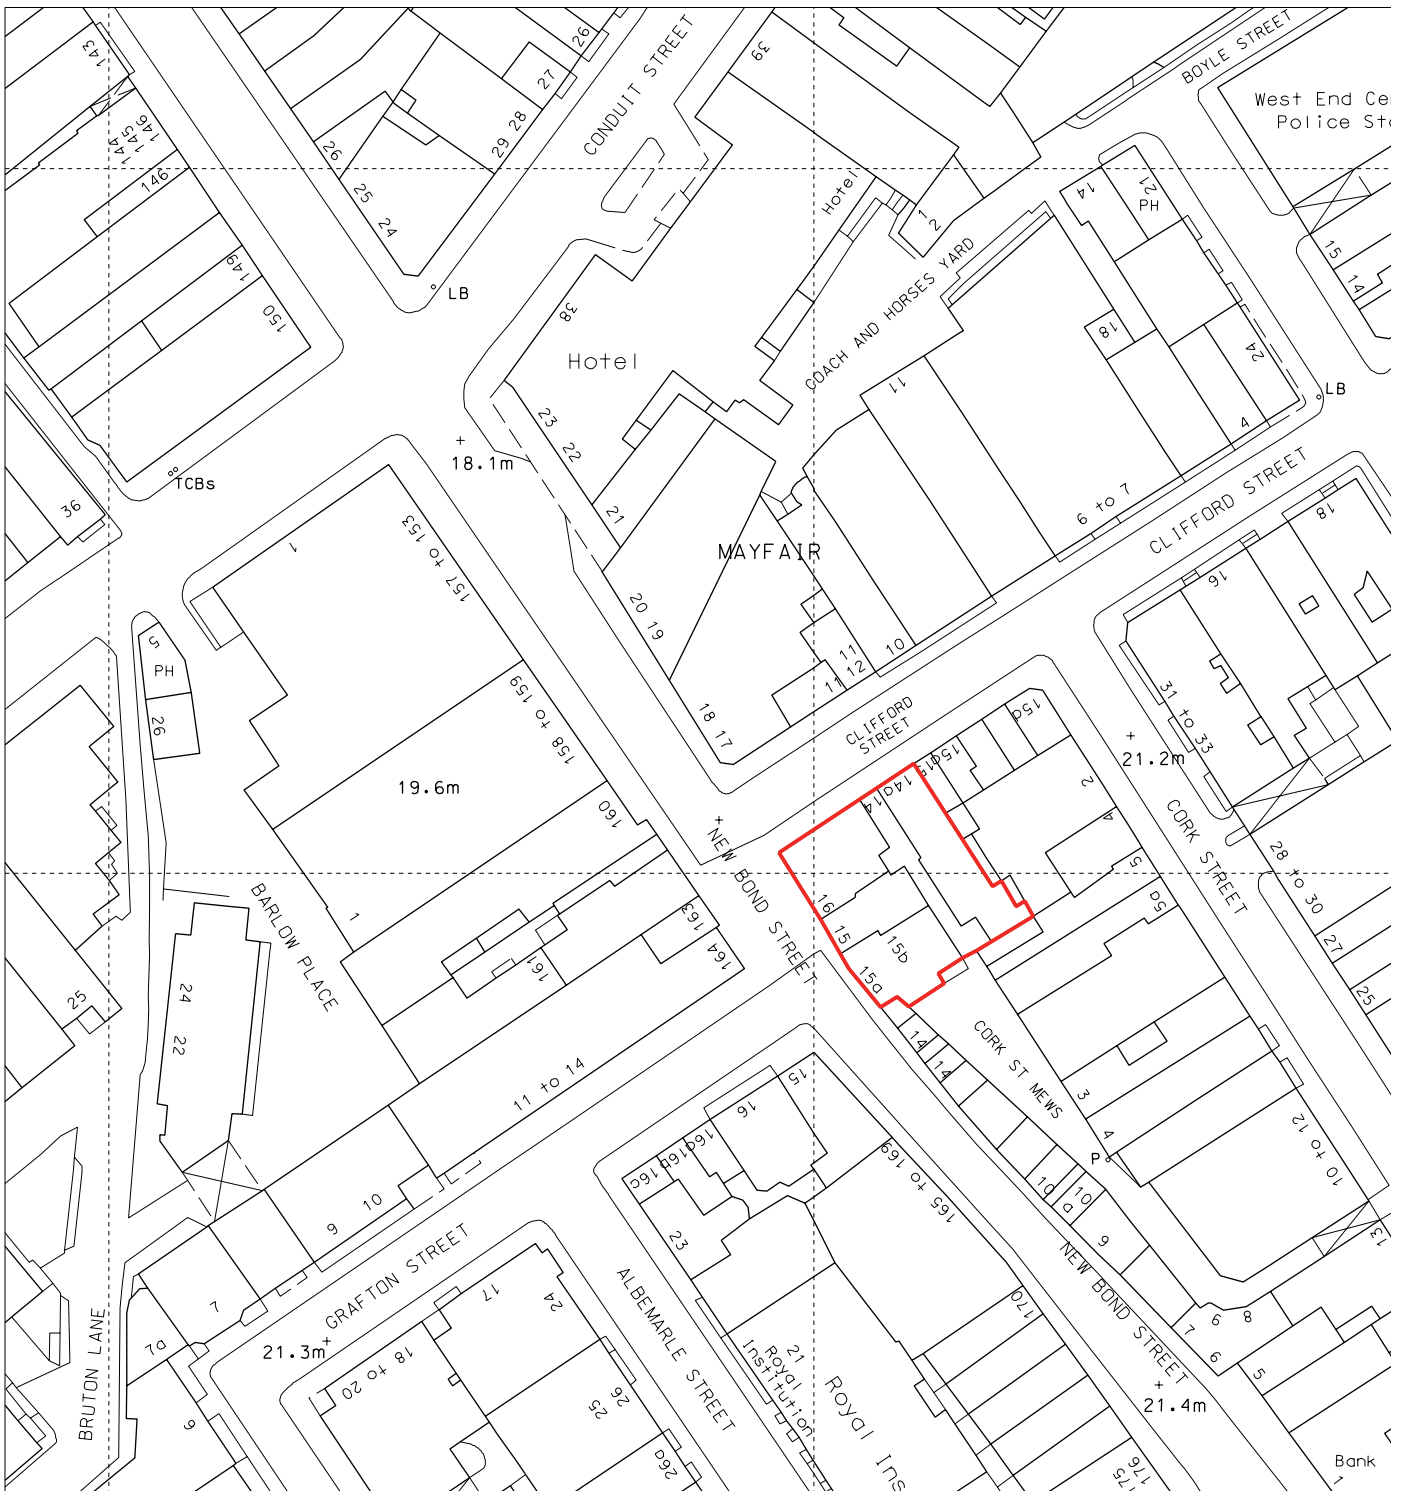 143
144
145
146
146
149
150
26
25
24
26
27
28
29
CONDUIT STREET
39
BOYLE STREET
West End Ce
Police Sta
LB
38
Hotel
Hotel
1
2
COACH AND HORSES YARD
14
21
PH
15
14
18
24
LB
4
11
23
22
21
18.1m
TCBs
36
1
157 to 153
MAYFAIR
6 to 7
CLIFFORD STREET
18
16
20
19
18
17
11
11
12
10
CLIFFORD
STREET
31 to 33
21.2m
5
PH
26
158 to 159
19.6m
160
15d
15d
15
14a
14
2
4
5
5a
CORK STREET
28 to 30
27
25
NEW BOND STREET
16
15
15b
15a
BARLOW PLACE
1
163
164
161
25
24
22
11 to 14
CORK ST MEWS
14
14
3
4
P
10
10
a
9
10 to 12
13
15
16
16a
16b
16c
165 to 169
23
9
10
GRAFTON STREET
17
24
ALBEMARLE STREET
NEW BOND STREET
7
6
6
8
5
7
7a
21.3m
18 to 20
BRUTON LANE
9
26
25
26a
21
Royal
Institution
Royal Ins
170
21.4m
176
175
Bank
1